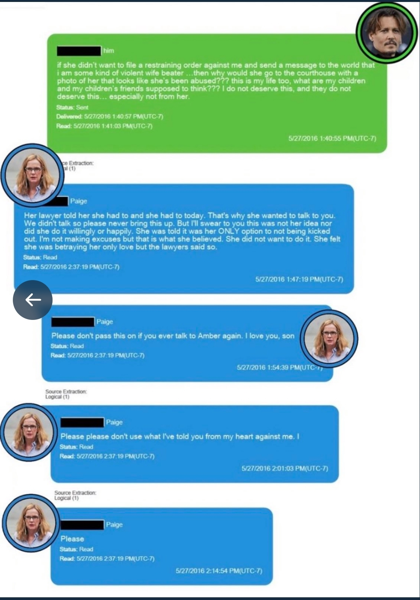 him
if she didn't want to file a restraining order against me and send a message to the world that
i am some kind of violent wife beater ....then why would she go to the courthouse with a
photo of her that looks like she's been abused??? this is my life too, what are my children
and my children's friends supposed to think??? I do not deserve this, and they do not
deserve this.... especially not from her.
Status: Sent
Delivered: 5/27/2016 1:40:57 PM(UTC-7)
Read: 5/27/2016 1:41:03 PM(UTC-7)
5/27/2016 1:40:55 PM(UTC-7)
Extraction:
(1)
Paige
Her lawyer told her she had to and she had to today. That's why she wanted to talk to you.
We didn't talk so please never bring this up. But I'll swear to you this was not her idea nor
did she do it willingly or happily. She was told it was her ONLY option to not being kicked
out. I'm not making excuses but that is what she believed. She did not want to do it. She felt
she was betraying her only love but the lawyers said so.
Status: Read
Read: 5/27/2016 2:37:19 PM(UTC-7)
5/27/2016 1:47:19 PM(UTC-7)
Paige
Please don't pass this on if you ever talk to Amber again. I love you, son
Status: Read
Read: 5/27/2016 2:37:19 PM(UTC-7)
5/27/2016 1:54:39 PM(UTC-7)
Source Extraction:
Logical (1)
Paige
Please please don't use what I've told you from my heart against me. I
Status: Read
Read: 5/27/2016 2:37:19 PM(UTC-7)
5/27/2016 2:01:03 PM(UTC-7)
Source Extraction:
Logical (1)
Paige
Please
Status: Read
Read: 5/27/2016 2:37:19 PM(UTC-7)
5/27/2016 2:14:54 PM(UTC-7)